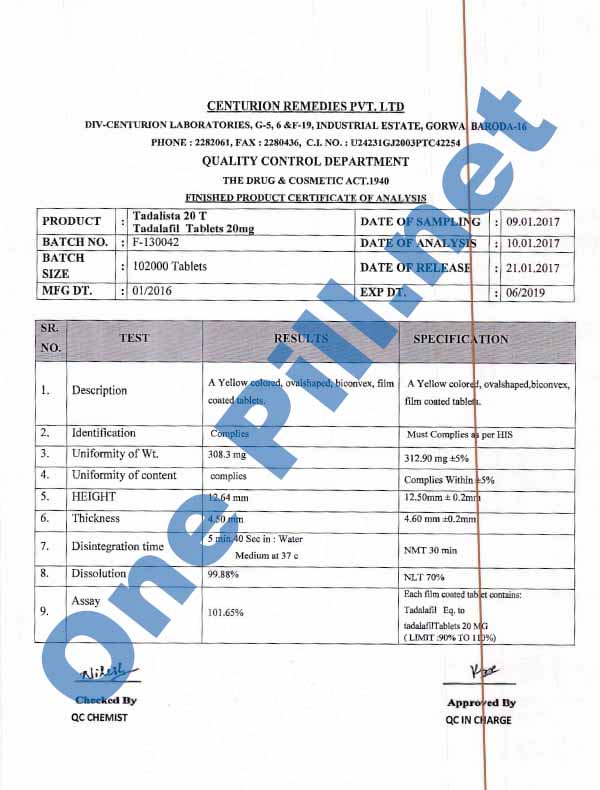 CENTURION REMEDIES PVT. LTD
DIV-CENTURION LABORATORIES, G-5, 6 &F-19, INDUSTRIAL ESTATE, GORWA, BARODA-16
PHONE : 2282061, FAX : 2280436, C.I. NO. : U24231GJ2003PTC42254
QUALITY CONTROL DEPARTMENT
THE DRUG & COSMETIC ACT.1940
FINISHED PRODUCT CERTIFICATE OF ANALYSIS
PRODUCT : Tadalista 20 T
Tadalafil Tablets 20mg
DATE OF SAMPLING : 09.01.2017
BATCH NO. : F-130042 DATE OF ANALYSIS : 10.01.2017
BATCH SIZE : 102000 Tablets DATE OF RELEASE : 21.01.2017
MFG DT. : 01/2016 EXP DT. : 06/2019
SR. NO. TEST RESULTS SPECIFICATION
1. Description
A Yellow colored, ovalshaped, biconvex, film
coated tablets.
A Yellow colored, ovalshaped,biconvex,
film coated tablets.
2. Identification Complies Must Complies as per HIS
3. Uniformity of Wt. 308.3 mg 312.90 mg ±5%
4. Uniformity of content complies Complies Within ±5%
5. HEIGHT 12.64 mm 12.50mm ± 0.2mm
6. Thickness 4.50 mm 4.60 mm ±0.2mm
7. Disintegration time
5 min,40 Sec in : Water
Medium at 37 c
NMT 30 min
8. Dissolution 99.88% NLT 70%
9. Assay 101.65%
Each film coated tablet contains:
Tadalafil Eq. to
tadalafilTablets 20 MG
( LIMIT :90% TO 110%)
Nilesh
Checked By
QC CHEMIST
Approved By
QC IN CHARGE
One Pill.net